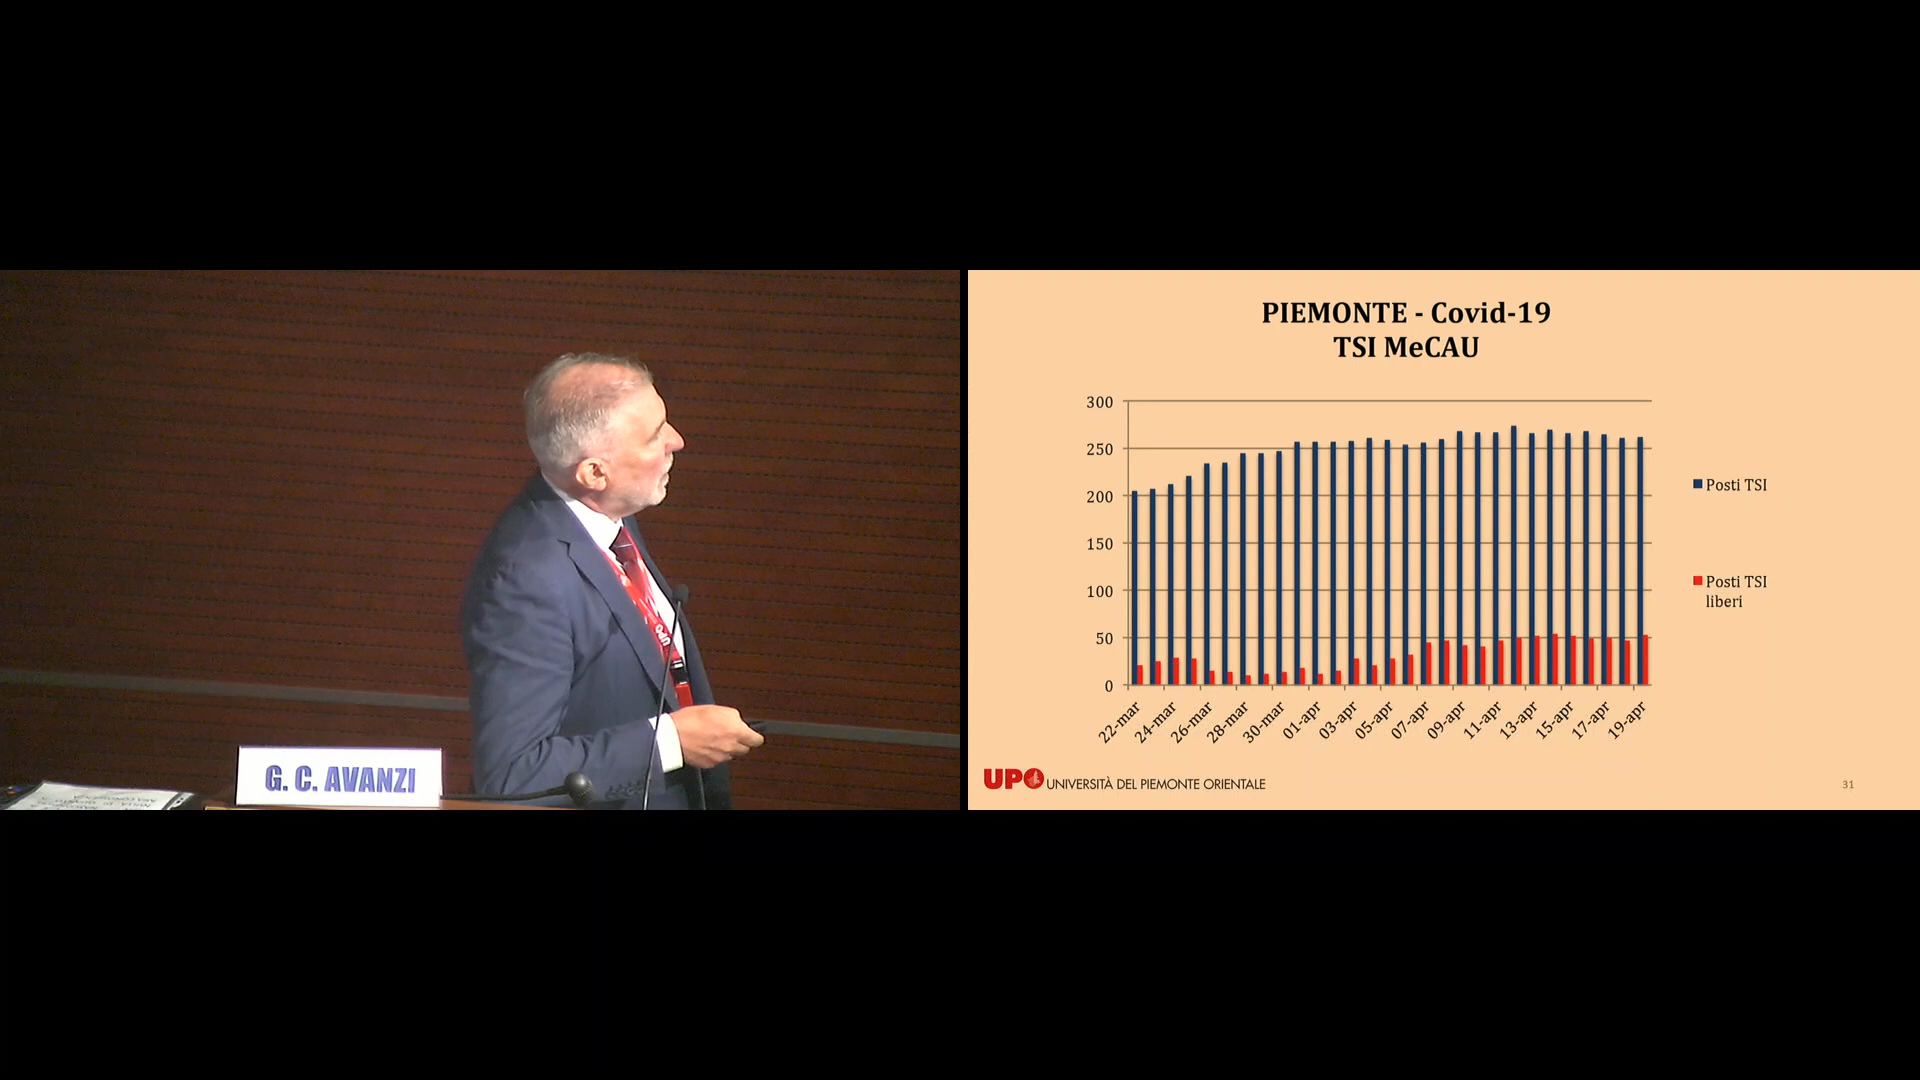 G. C. AVANZI
PIEMONTE - Covid-19
TSI MeCAU
300
250
200
150
100
50
0
22-mar
24-mar
26-mar
28-mar
30-mar
01-apr
03-apr
05-apr
07-apr
09-apr
11-apr
13-apr
15-apr
17-apr
19-apr
Posti TSI
Posti TSI
liberi
UPO UNIVERSITÀ DEL PIEMONTE ORIENTALE
31